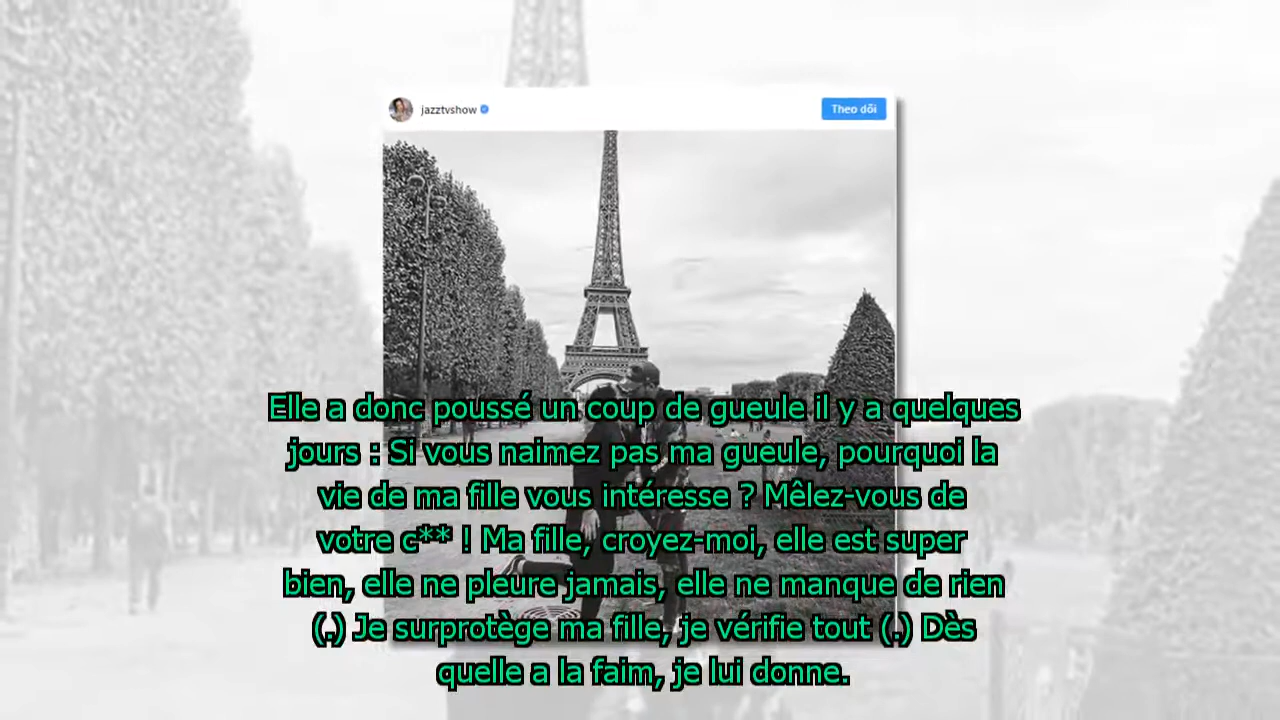 jazztvshow
Theo dõi
Elle a donc poussé un coup de gueule il y a quelques
jours : Si vous naimez pas ma gueule, pourquoi la
vie de ma fille vous intéresse ? Mêlez-vous de
votre c** ! Ma fille, croyez-moi, elle est super
bien, elle ne pleure jamais, elle ne manque de rien
(.) Je surprotège ma fille, je vérifie tout (.) Dès
quelle a la faim, je lui donne.